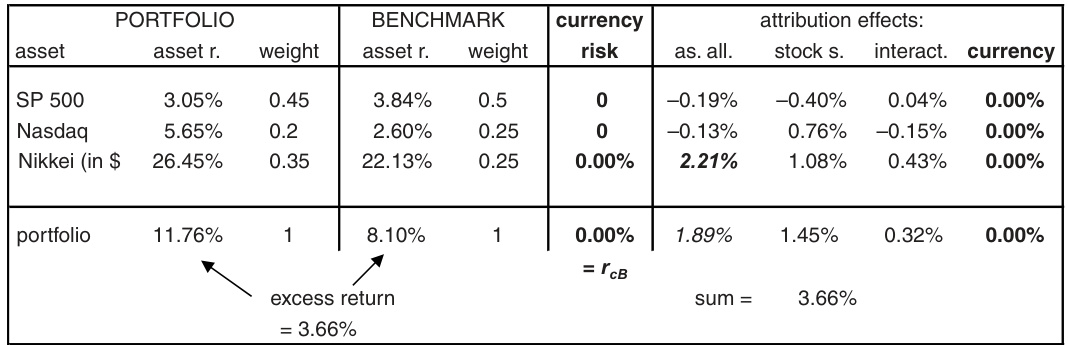 PORTFOLIO BENCHMARK currency attribution effects:
asset asset r. weight asset r. weight risk as. all. stock s. interact. currency
SP 500 3.05% 0.45 3.84% 0.5 0 –0.19% –0.40% 0.04% 0.00%
Nasdaq 5.65% 0.2 2.60% 0.25 0 –0.13% 0.76% –0.15% 0.00%
Nikkei (in $ 26.45% 0.35 22.13% 0.25 0.00% 2.21% 1.08% 0.43% 0.00%
portfolio 11.76% 1 8.10% 1 0.00% 1.89% 1.45% 0.32% 0.00%
= rcB
excess return sum = 3.66%
= 3.66%